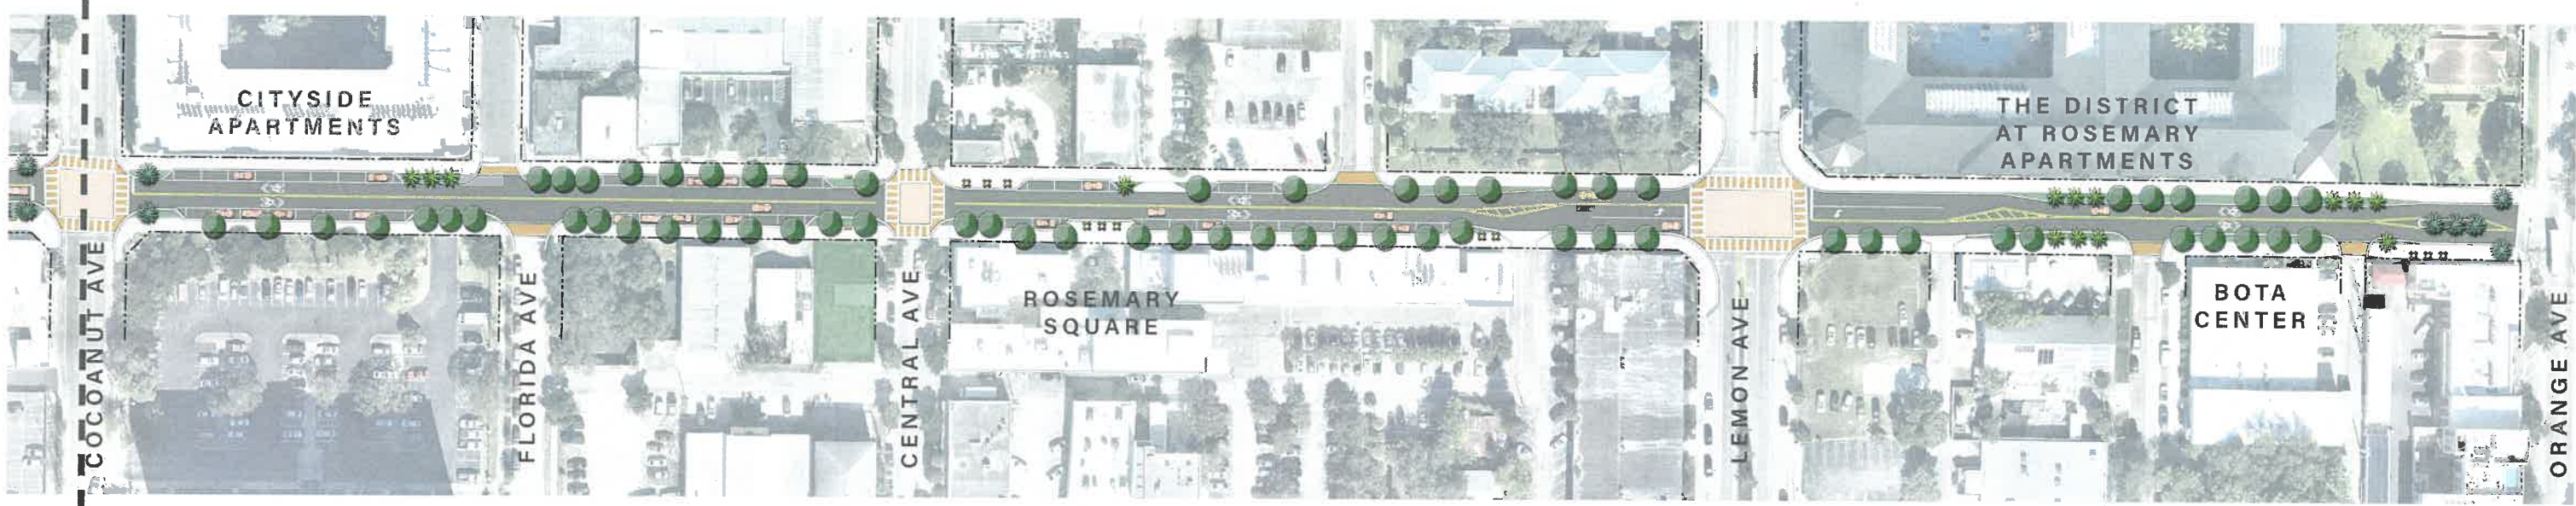 CITYSIDE
APARTMENTS
THE DISTRICT
AT ROSEMARY
APARTMENTS
COCOANUT AVE
FLORIDA AVE
CENTRAL AVE
ROSEMARY
SQUARE
LEMON AVE
BOTA
CENTER
ORANGE AVE